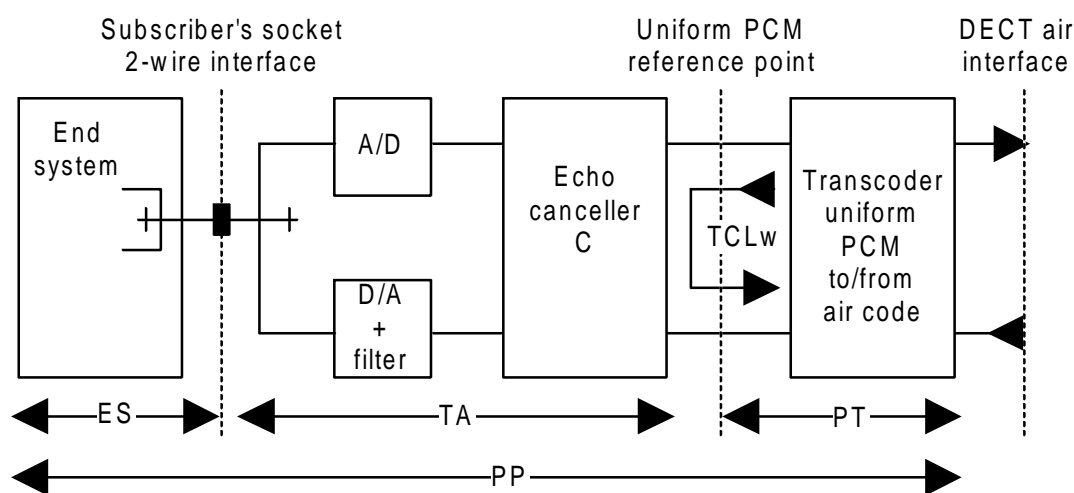 Subscriber's socket
2-wire interface
Uniform PCM
reference point
DECT air
interface
End
system
A/D
Echo
canceller
C
TCLw
Transcoder
uniform
PCM
to/from
air code
D/A
+
filter
ES
TA
PT
PP